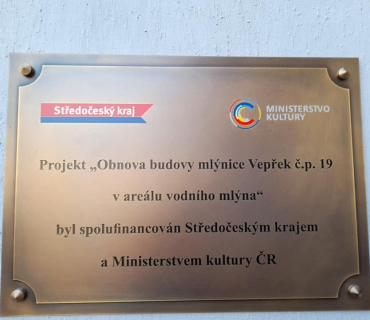 Středočeský kraj
MINISTERSTVO
KULTURY
Projekt „Obnova budovy mlýnice Vepřek č.p. 19
v areálu vodního mlýna“
byl spolufinancován Středočeským krajem
a Ministerstvem kultury ČR